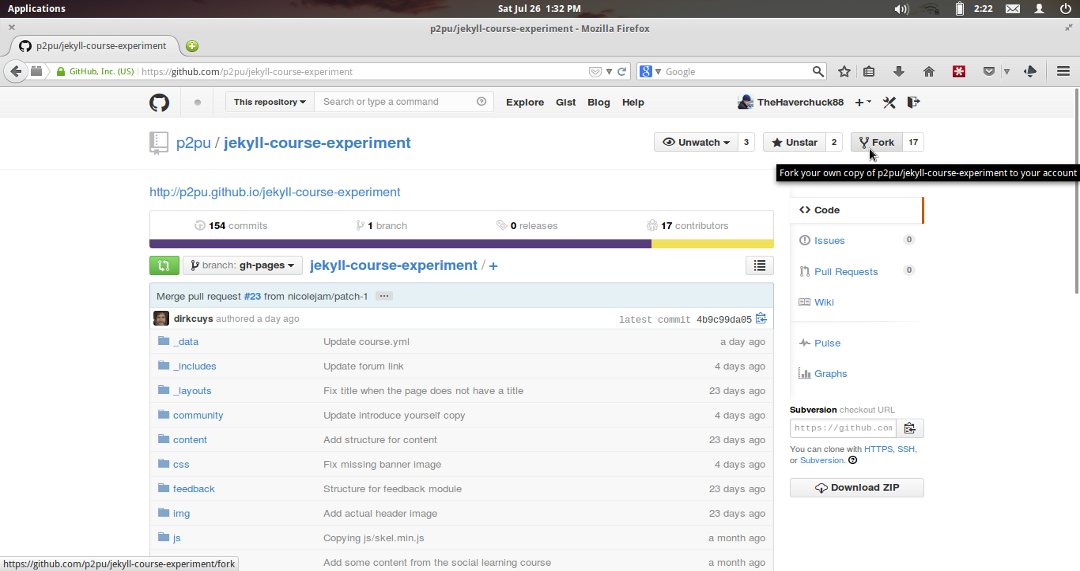 Applications
Sat Jul 26 1:32 PM
2:22
p2pu/jekyll-course-experiment - Mozilla Firefox
p2pu/jekyll-course-experiment
GitHub, Inc. (US)
https://github.com/p2pu/jekyll-course-experiment
Google
This repository
Search or type a command
Explore Gist Blog Help
TheHaverchuck88
p2pu / jekyll-course-experiment
Unwatch 3
Unstar 2
Fork 17
Fork your own copy of p2pu/jekyll-course-experiment to your account
http://p2pu.github.io/jekyll-course-experiment
154 commits
1 branch
0 releases
17 contributors
branch: gh-pages
jekyll-course-experiment / +
Merge pull request #23 from nicolejam/patch-1
dirkcuys authored a day ago
latest commit 4b9c99da05
_data Update course.yml a day ago
_includes Update forum link 4 days ago
_layouts Fix title when the page does not have a title 23 days ago
community Update introduce yourself copy 4 days ago
content Add structure for content 23 days ago
css Fix missing banner image 4 days ago
feedback Structure for feedback module 23 days ago
img Add actual header image 23 days ago
js Copying js/skel.min.js a month ago
Add some content from the social learning course a month ago
Code
Issues 0
Pull Requests 0
Wiki
Pulse
Graphs
Subversion checkout URL
https://github.com
You can clone with HTTPS, SSH,
or Subversion.
Download ZIP
https://github.com/p2pu/jekyll-course-experiment/fork